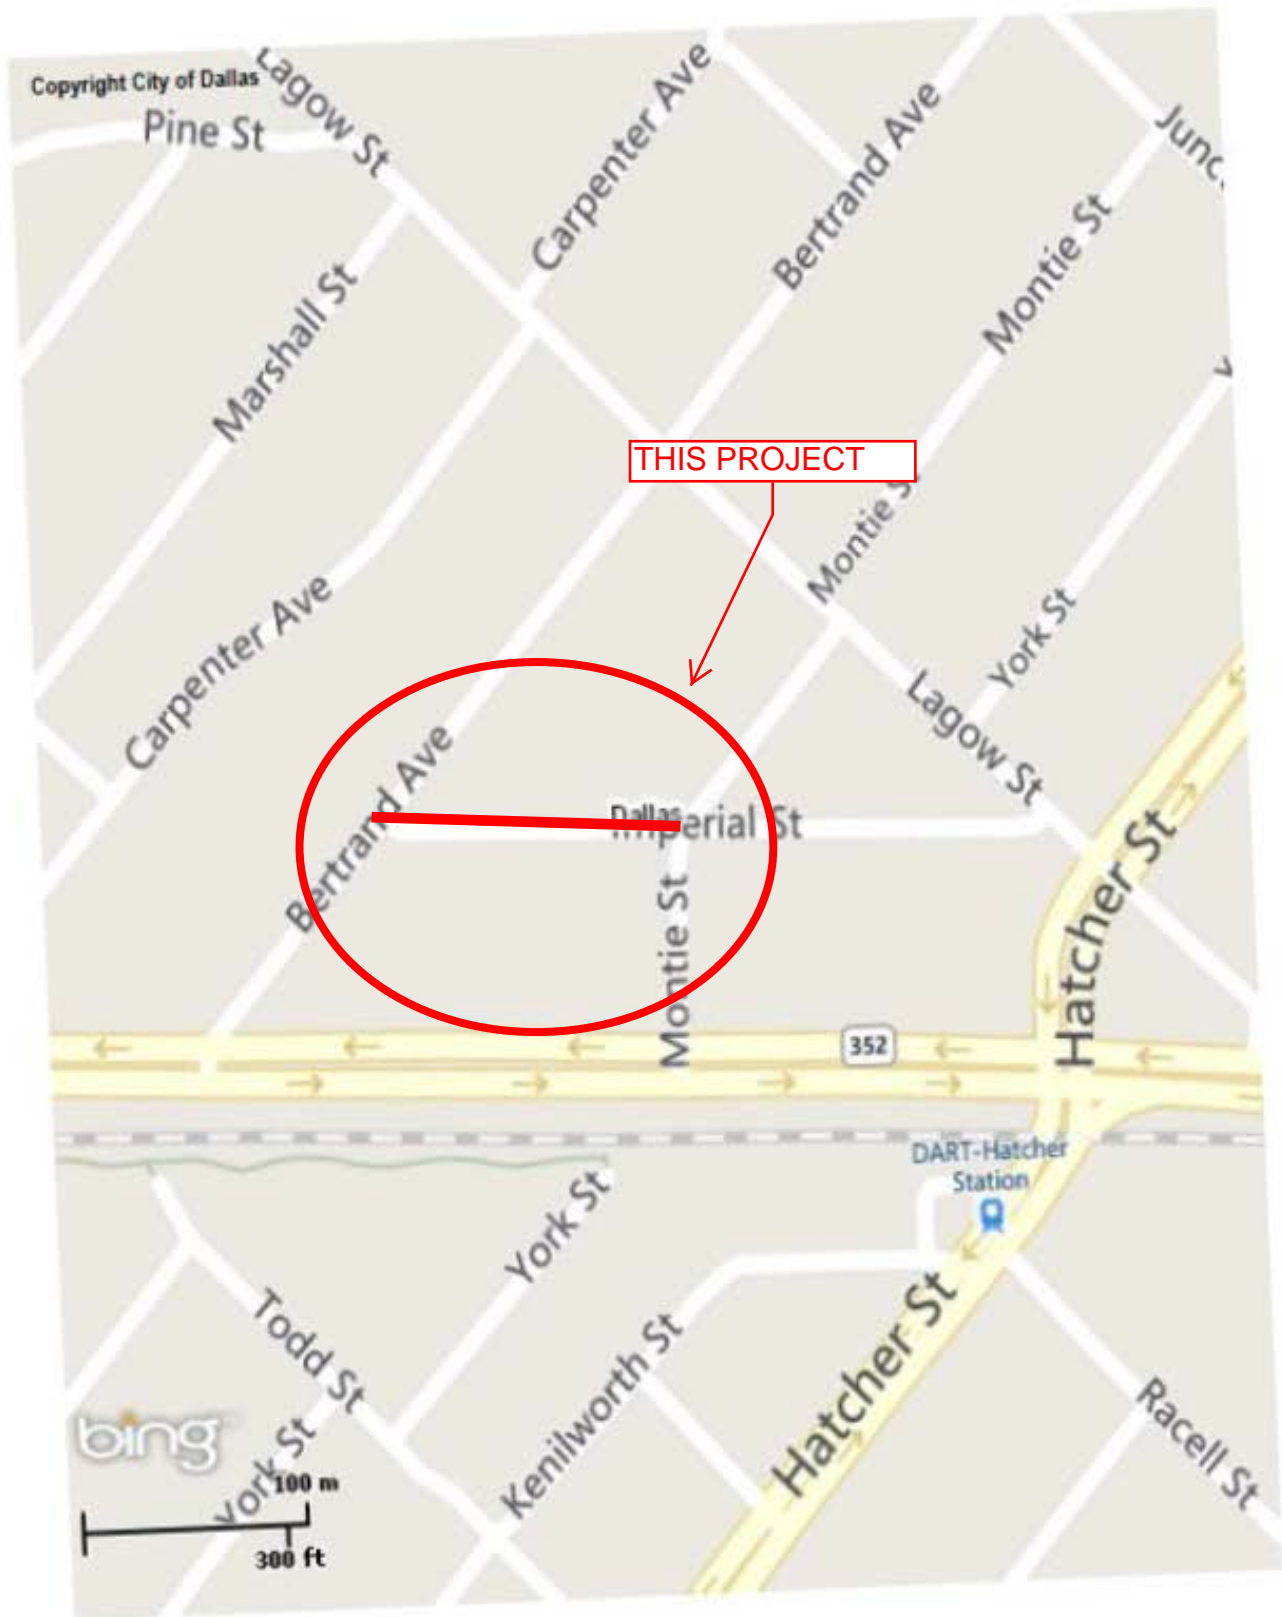 Copyright City of Dallas
Lagow St
Pine St
Carpenter Ave
Bertrand Ave
Montie St
Marshall St
THIS PROJECT
Montie St
York St
Carpenter Ave
Lagow St
Bertrand Ave
Dallas
Imperial St
Hatcher St
Montie St
352
DART-Hatcher
Station
York St
Todd St
Kenilworth St
Hatcher St
Racell St
bing
York St
100 m
300 ft